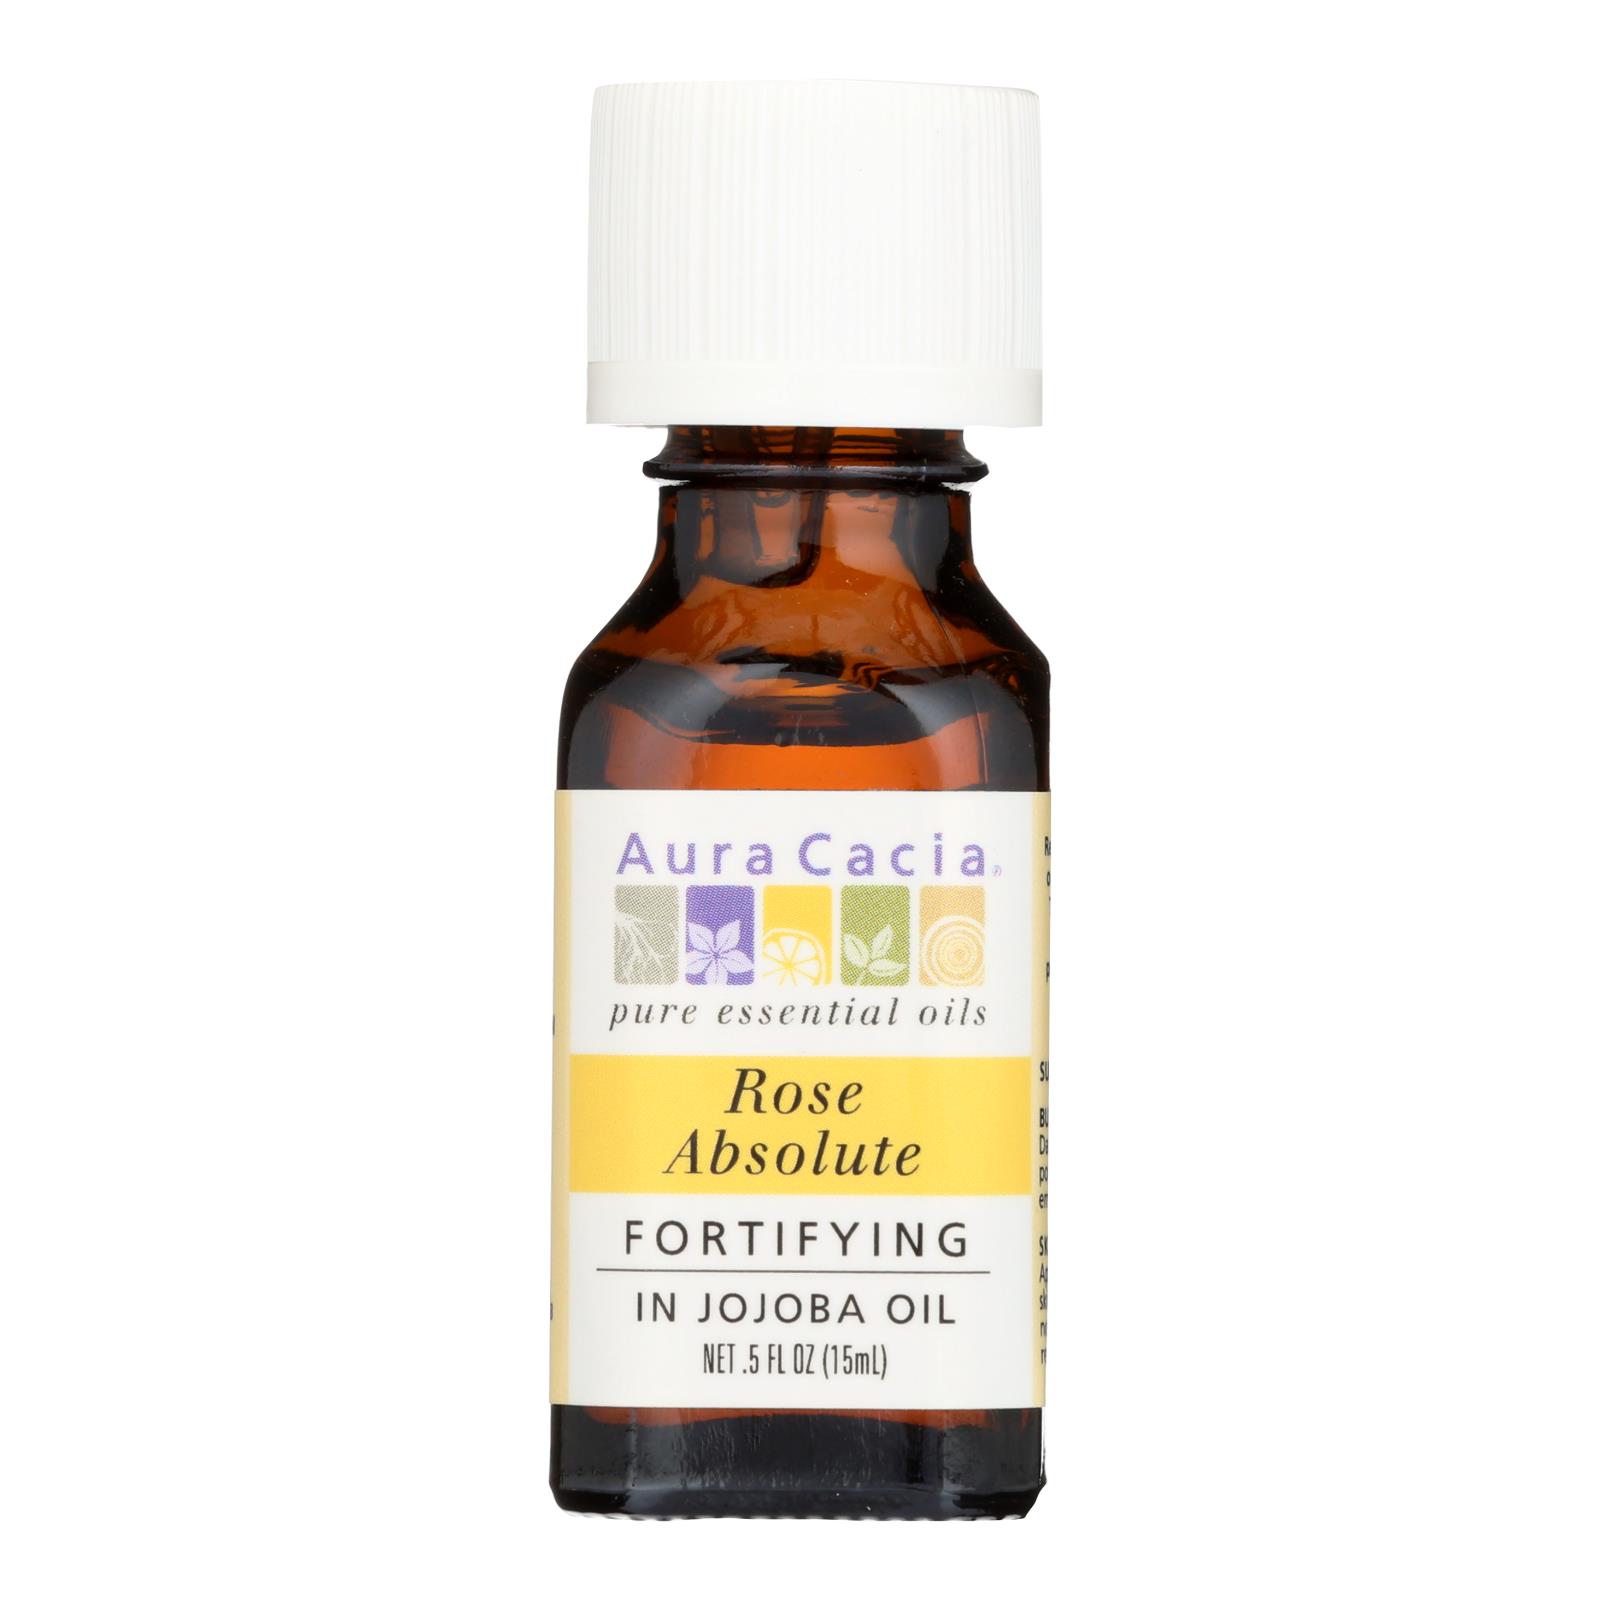 Aura Cacia
pure essential oils
Rose
Absolute
FORTIFYING
IN JOJOBA OIL
NET .5 FL OZ (15mL)